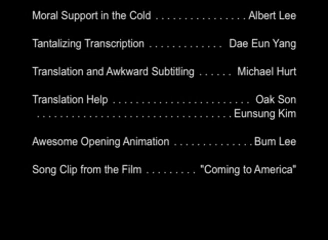 Moral Support in the Cold . . . . . . . . . . . . . . . . Albert Lee
Tantalizing Transcription . . . . . . . . . . . . . Dae Eun Yang
Translation and Awkward Subtitling . . . . . . Michael Hurt
Translation Help . . . . . . . . . . . . . . . . . . . . . . . . Oak Son
. . . . . . . . . . . . . . . . . . . . . . . . . . . . . . . . . . Eunsung Kim
Awesome Opening Animation . . . . . . . . . . . . . . Bum Lee
Song Clip from the Film . . . . . . . . . "Coming to America"